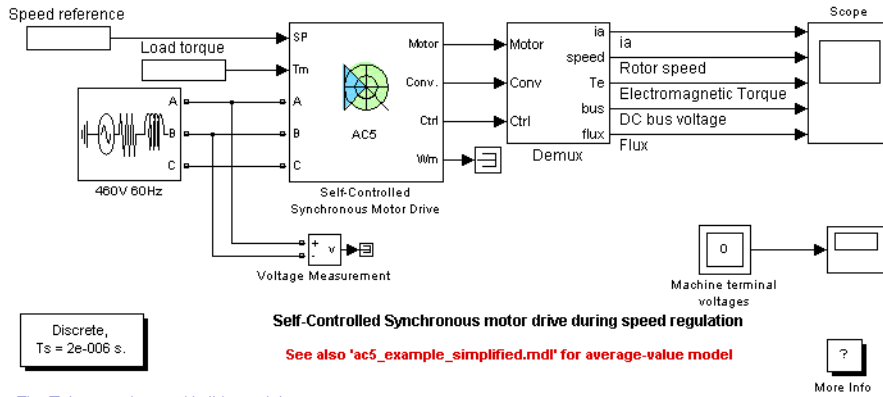 Speed reference
Load torque
SP
Tm
A
B
C
Motor
Conv.
Ctrl
Wm
AC5
Self-Controlled
Synchronous Motor Drive
A
B
C
460V 60Hz
Motor
Conv
Ctrl
ia
speed
Te
bus
flux
Demux
ia
Rotor speed
Electromagnetic Torque
DC bus voltage
Flux
Scope
+
-
v
Voltage Measurement
0
Machine terminal
voltages
Discrete,
Ts = 2e-006 s.
Self-Controlled Synchronous motor drive during speed regulation
See also 'ac5_example_simplified.mdl' for average-value model
?
More Info